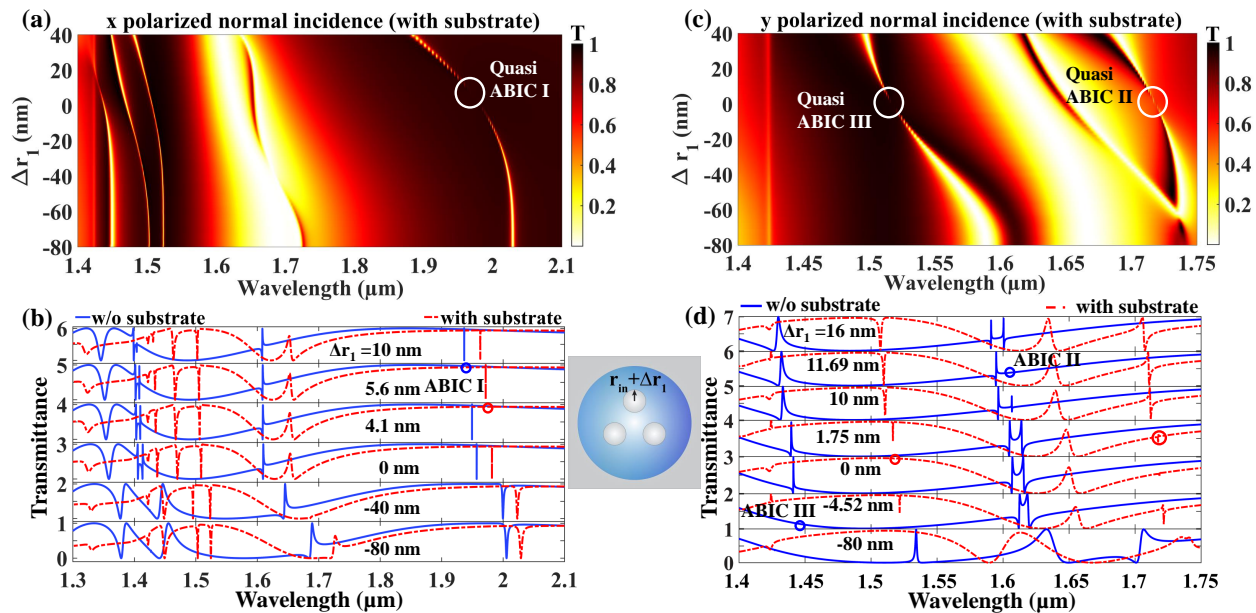 (a) x polarized normal incidence (with substrate)
T
40
20
0
-20
-40
-60
-80
Δr1 (nm)
Quasi
ABIC I
1
0.8
0.6
0.4
0.2
1.4 1.5 1.6 1.7 1.8 1.9 2 2.1
Wavelength (µm)
(c) y polarized normal incidence (with substrate)
T
40
20
0
-20
-40
-60
-80
Δ r1 (nm)
Quasi
ABIC III
Quasi
ABIC II
1
0.8
0.6
0.4
0.2
1.4 1.45 1.5 1.55 1.6 1.65 1.7 1.75
Wavelength (µm)
(b) w/o substrate with substrate
6
5
4
3
2
1
0
Transmittance
Δr1 =10 nm
ABIC I
5.6 nm
4.1 nm
0 nm
-40 nm
-80 nm
1.3 1.4 1.5 1.6 1.7 1.8 1.9 2 2.1
Wavelength (µm)
rin+Δr1
(d) w/o substrate with substrate
7
6
5
4
3
2
1
0
Transmittance
Δr1 =16 nm
11.69 nm
ABIC II
10 nm
1.75 nm
0 nm
-4.52 nm
ABIC III
-80 nm
1.4 1.45 1.5 1.55 1.6 1.65 1.7 1.75
Wavelength (µm)